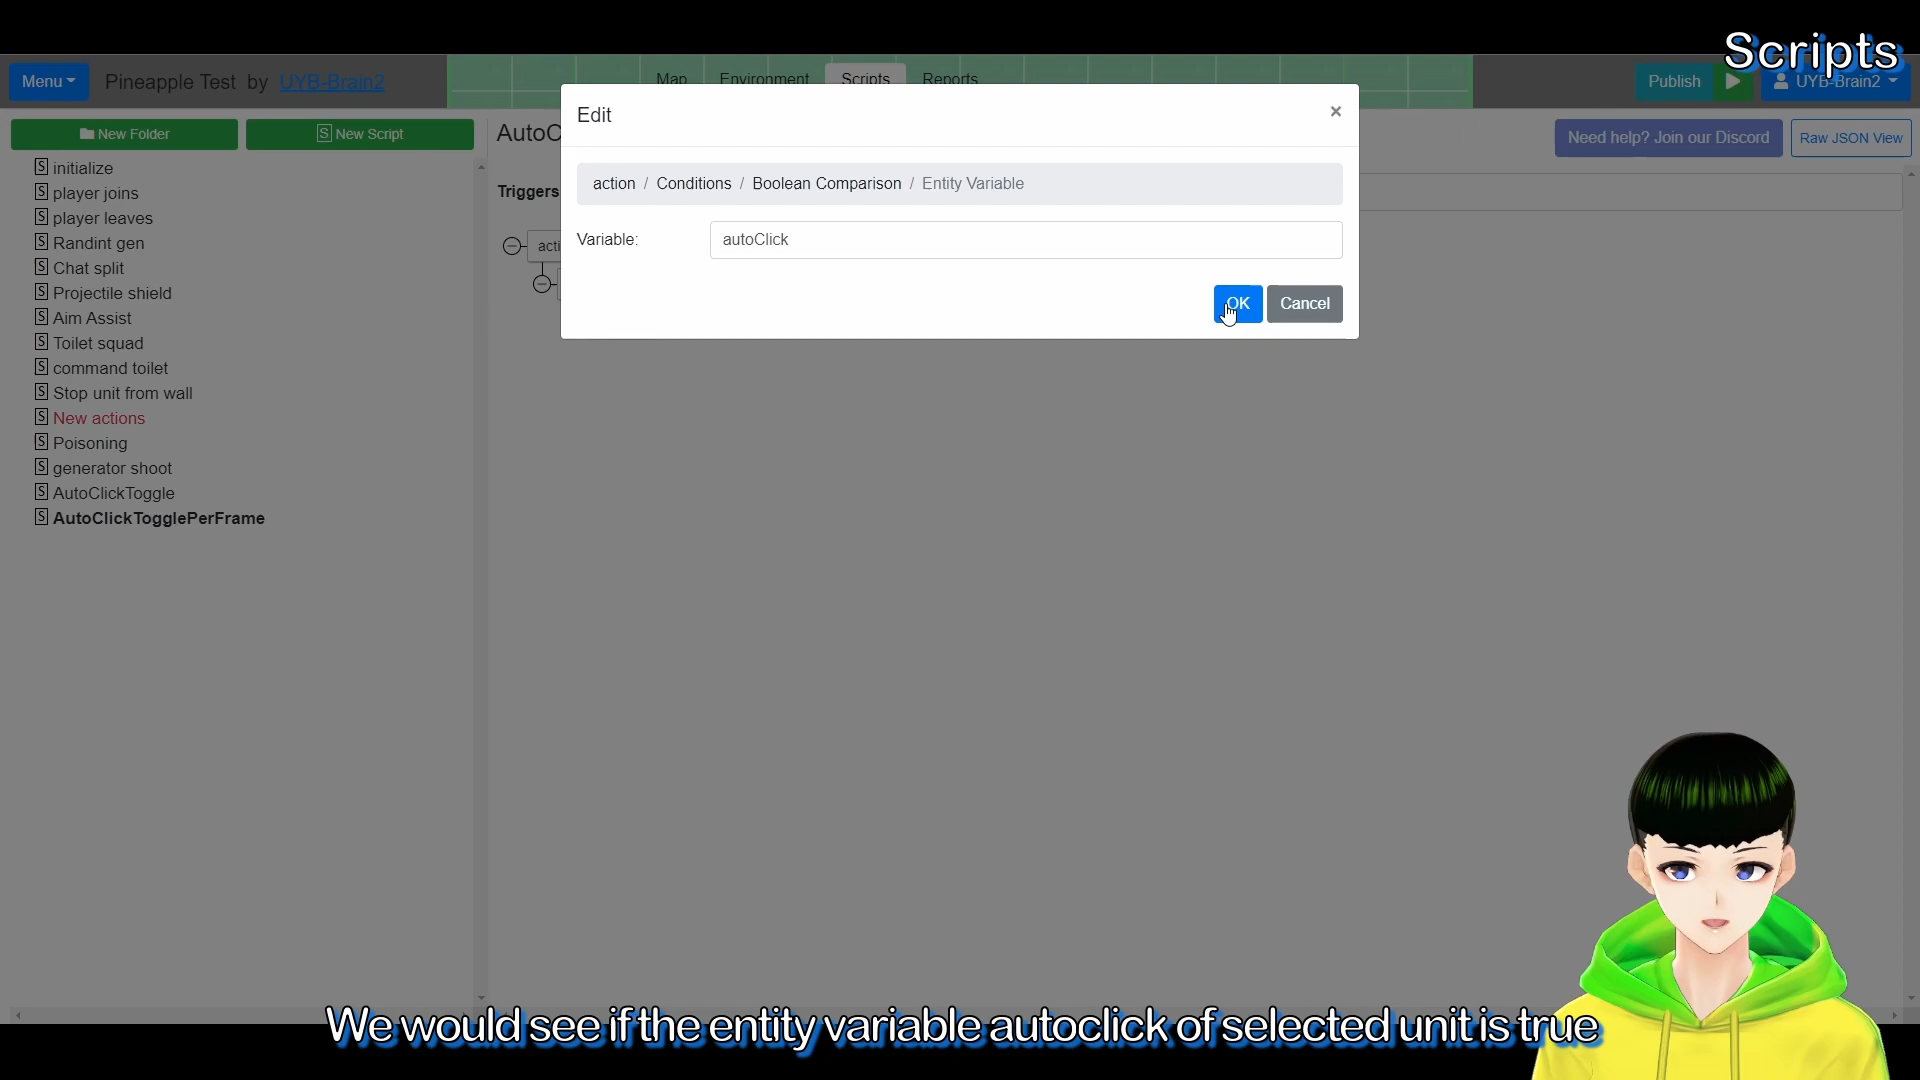 Scripts
Menu
Pineapple Test by UYB-Brain2
Map
Environment
Scripts
Reports
Publish
UYB-Brain2
New Folder
S New Script
AutoC
Need help? Join our Discord
Raw JSON View
Edit
×
action / Conditions / Boolean Comparison / Entity Variable
Variable:
autoClick
OK
Cancel
Triggers
acti
S initialize
S player joins
S player leaves
S Randint gen
S Chat split
S Projectile shield
S Aim Assist
S Toilet squad
S command toilet
S Stop unit from wall
S New actions
S Poisoning
S generator shoot
S AutoClickToggle
S AutoClickTogglePerFrame
We would see if the entity variable autoclick of selected unit is true